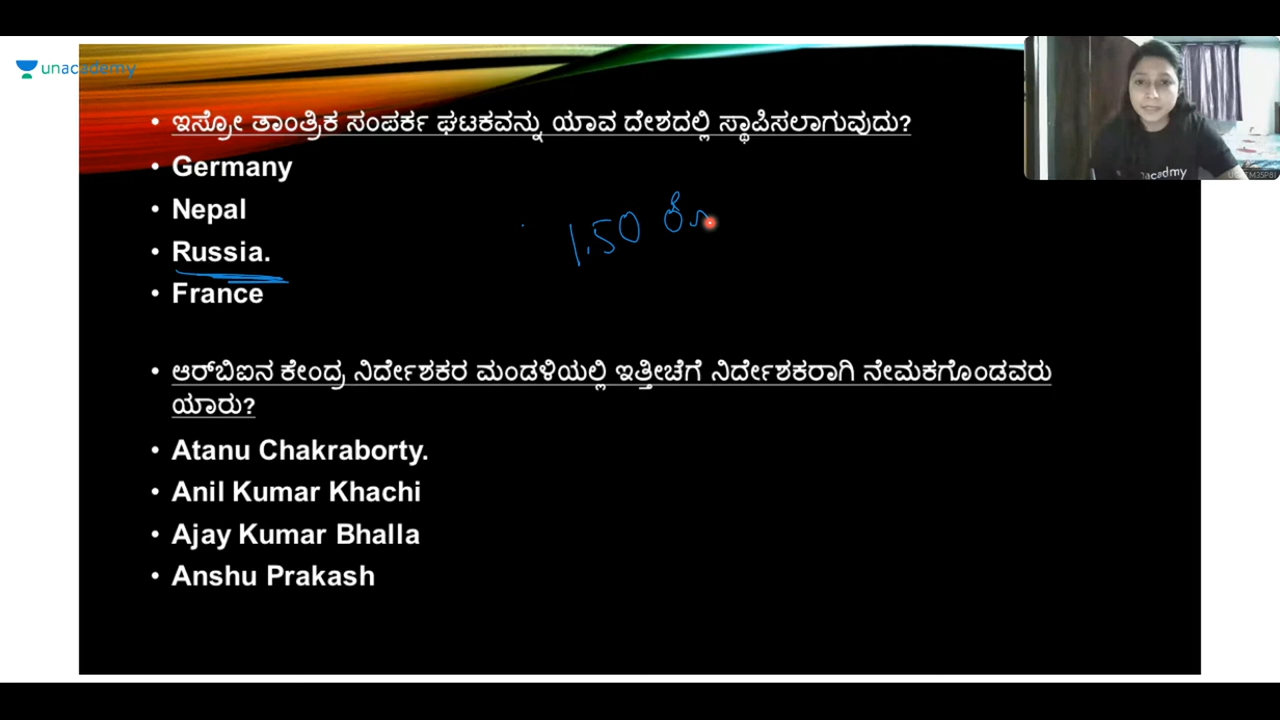 unacademy
• ಇಸ್ರೋ ತಾಂತ್ರಿಕ ಸಂಪರ್ಕ ಘಟಕವನ್ನು ಯಾವ ದೇಶದಲ್ಲಿ ಸ್ಥಾಪಿಸಲಾಗುವುದು?
• Germany
• Nepal
1.50
• Russia.
• France
• ಆರ್‌ಬಿಐನ ಕೇಂದ್ರ ನಿರ್ದೇಶಕರ ಮಂಡಳಿಯಲ್ಲಿ ಇತ್ತೀಚೆಗೆ ನಿರ್ದೇಶಕರಾಗಿ ನೇಮಕಗೊಂಡವರು
ಯಾರು?
• Atanu Chakraborty.
• Anil Kumar Khachi
• Ajay Kumar Bhalla
• Anshu Prakash